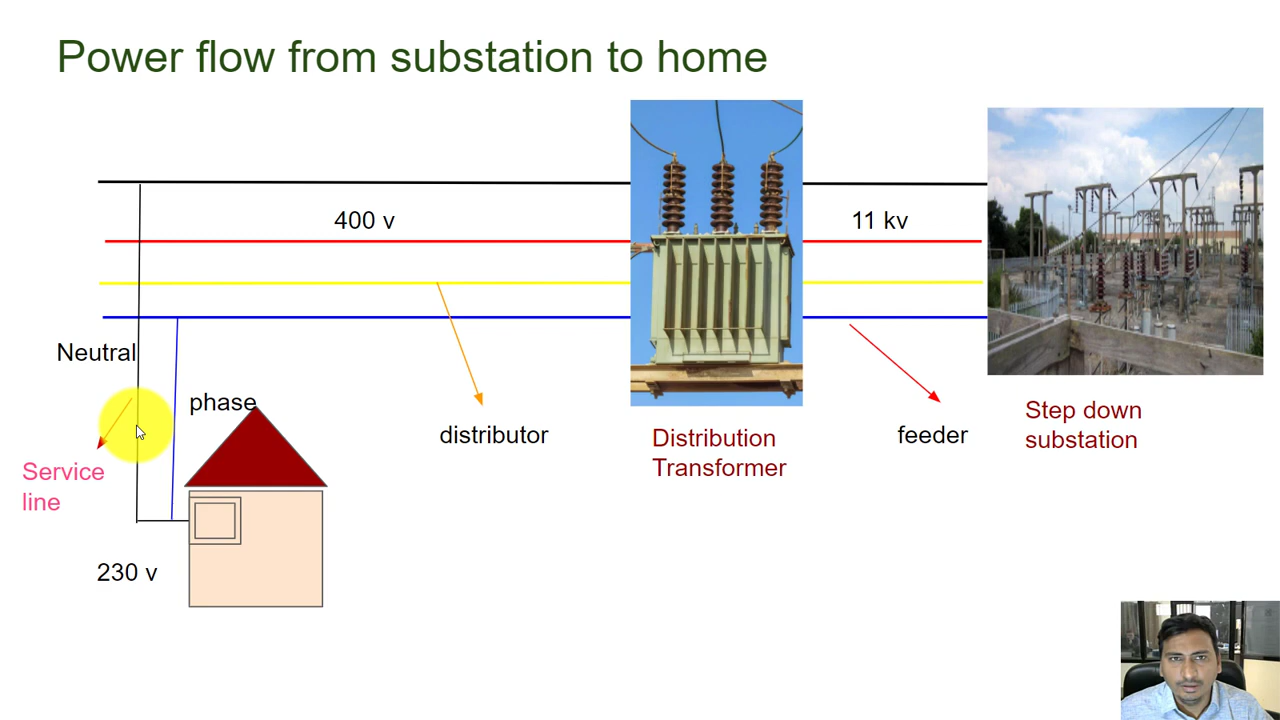 Power flow from substation to home
400 v
11 kv
Neutral
phase
Service
line
230 v
distributor
Distribution
Transformer
feeder
Step down
substation